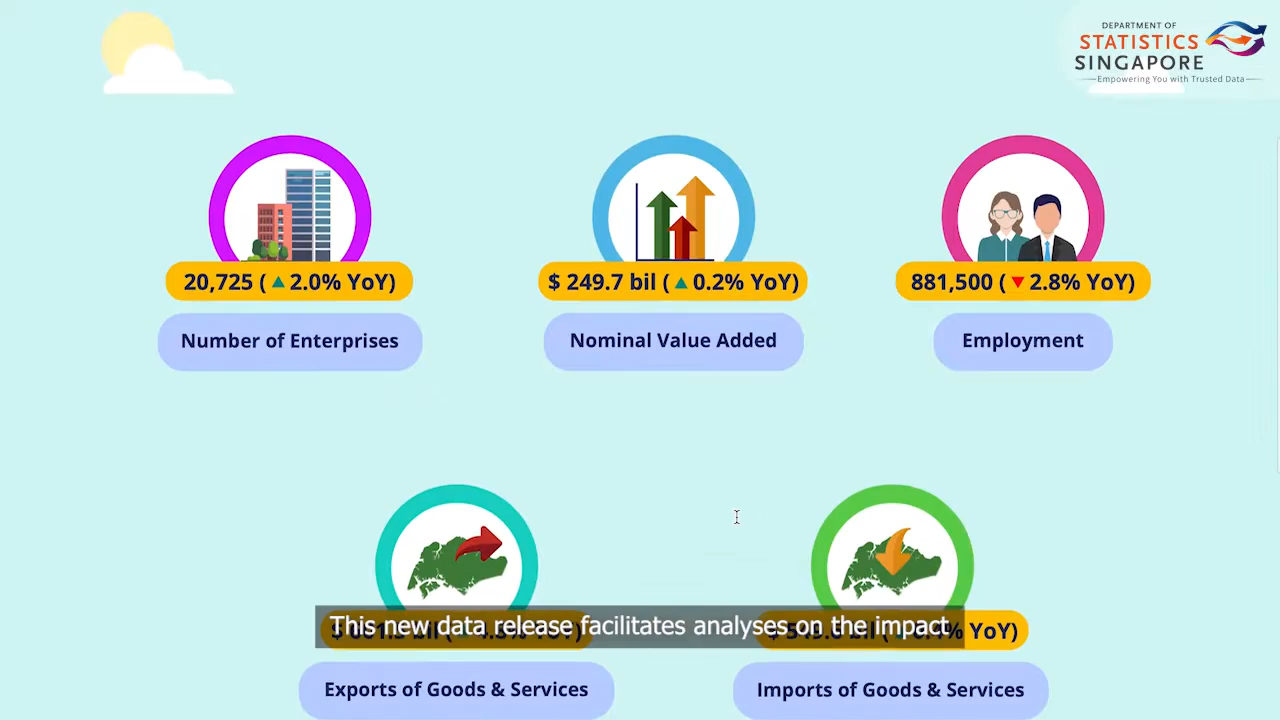 DEPARTMENT OF
STATISTICS
SINGAPORE
Empowering You with Trusted Data
20,725 (▲2.0% YoY)
$ 249.7 bil (▲0.2% YoY)
881,500 (▼2.8% YoY)
Number of Enterprises
Nominal Value Added
Employment
This new data release facilitates analyses on the impact
YoY)
Exports of Goods & Services
Imports of Goods & Services